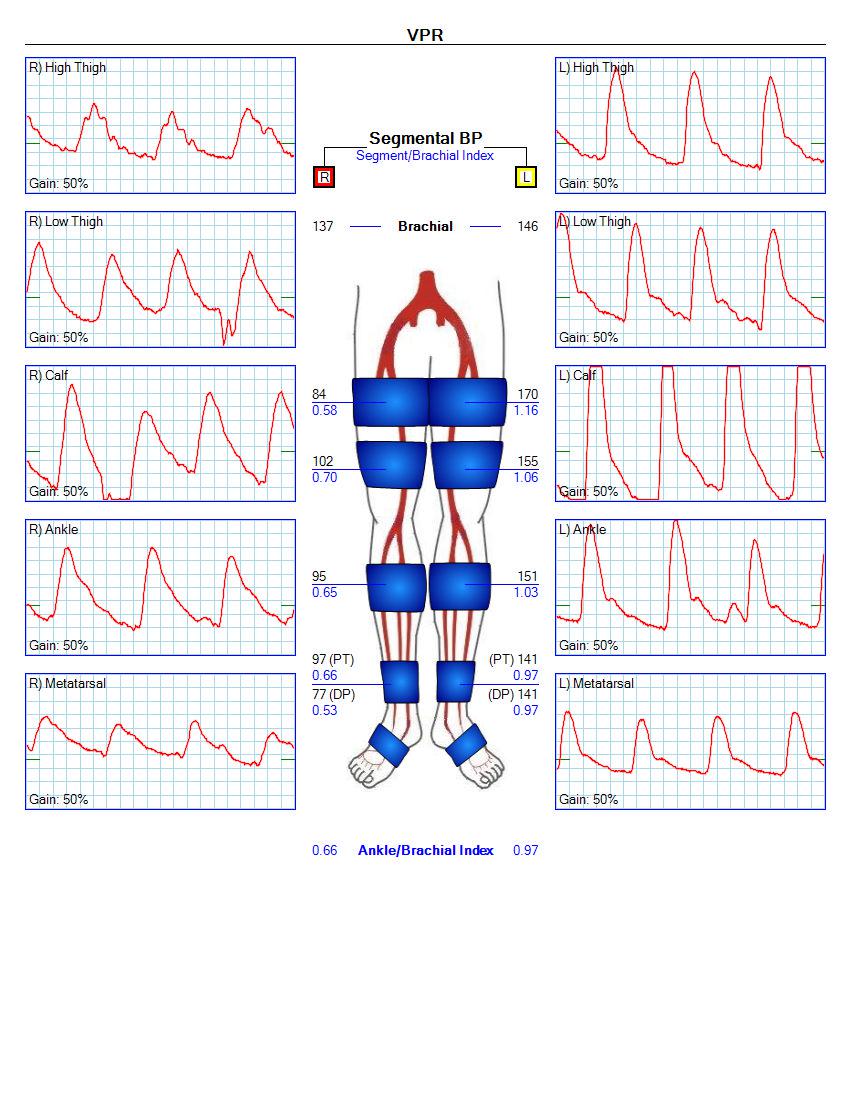 VPR
R) High Thigh
Gain: 50%
R) Low Thigh
Gain: 50%
R) Calf
Gain: 50%
R) Ankle
Gain: 50%
R) Metatarsal
Gain: 50%
Segmental BP
Segment/Brachial Index
R
L
137 Brachial 146
84 170
0.58 1.16
102 155
0.70 1.06
95 151
0.65 1.03
97 (PT) (PT) 141
0.66 0.97
77 (DP) (DP) 141
0.53 0.97
0.66 Ankle/Brachial Index 0.97
L) High Thigh
Gain: 50%
L) Low Thigh
Gain: 50%
L) Calf
Gain: 50%
L) Ankle
Gain: 50%
L) Metatarsal
Gain: 50%